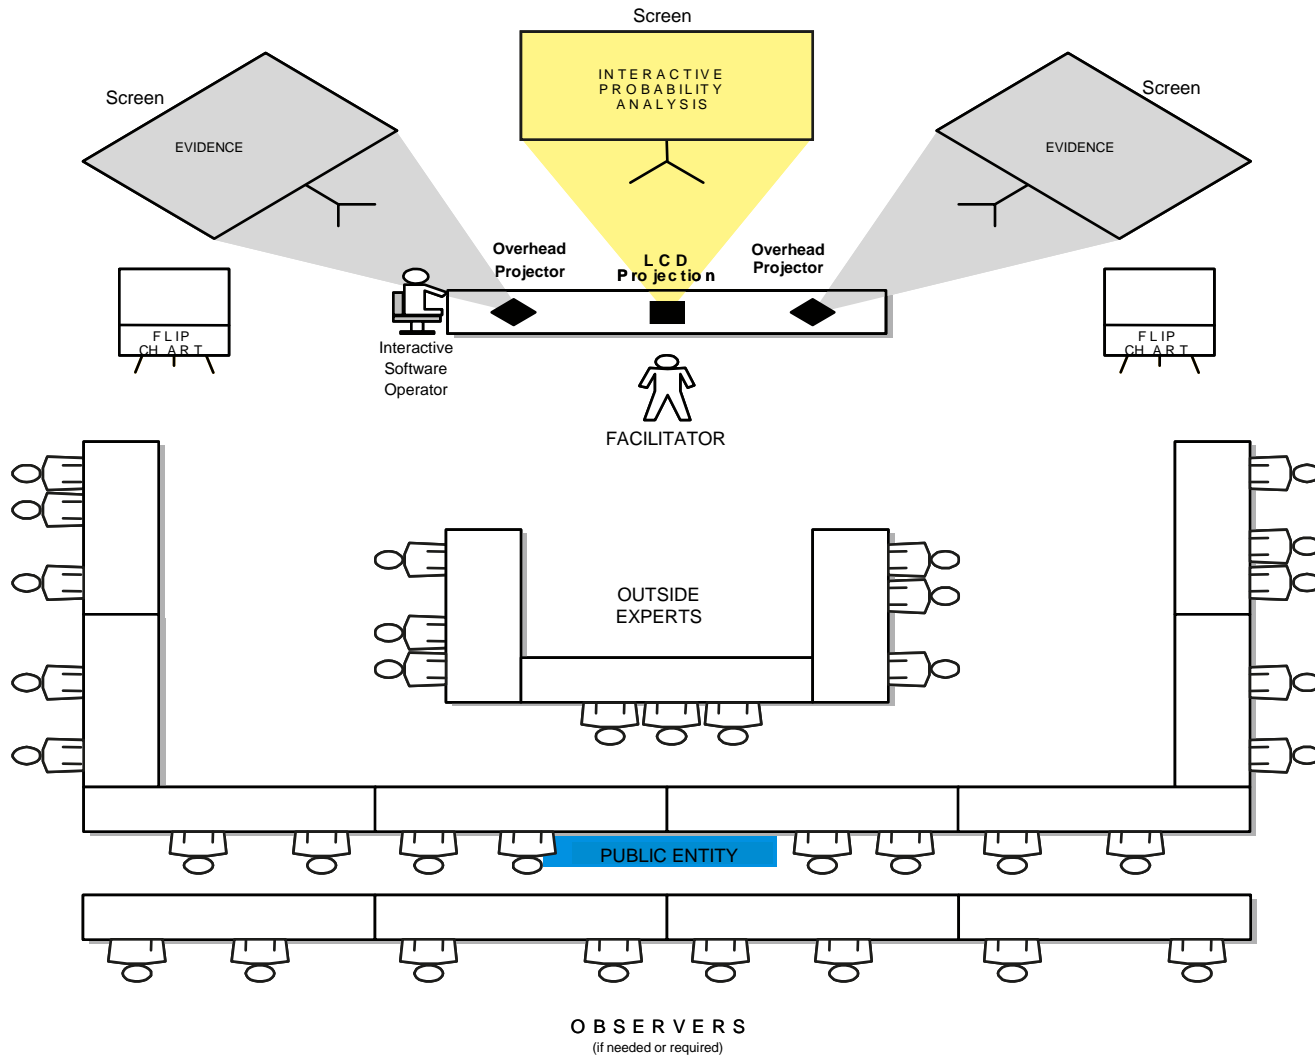 Screen
INTERACTIVE
PROBABILITY
ANALYSIS
Screen
EVIDENCE
Screen
EVIDENCE
Overhead
Projector
LCD
Projection
Overhead
Projector
FLIP
CHART
Interactive
Software
Operator
FLIP
CHART
FACILITATOR
OUTSIDE
EXPERTS
PUBLIC ENTITY
OBSERVERS
(if needed or required)